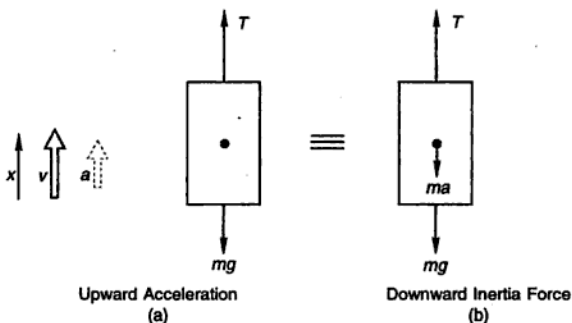 T
T
x
v
a
ma
mg
mg
Upward Acceleration
Downward Inertia Force
(a)
(b)